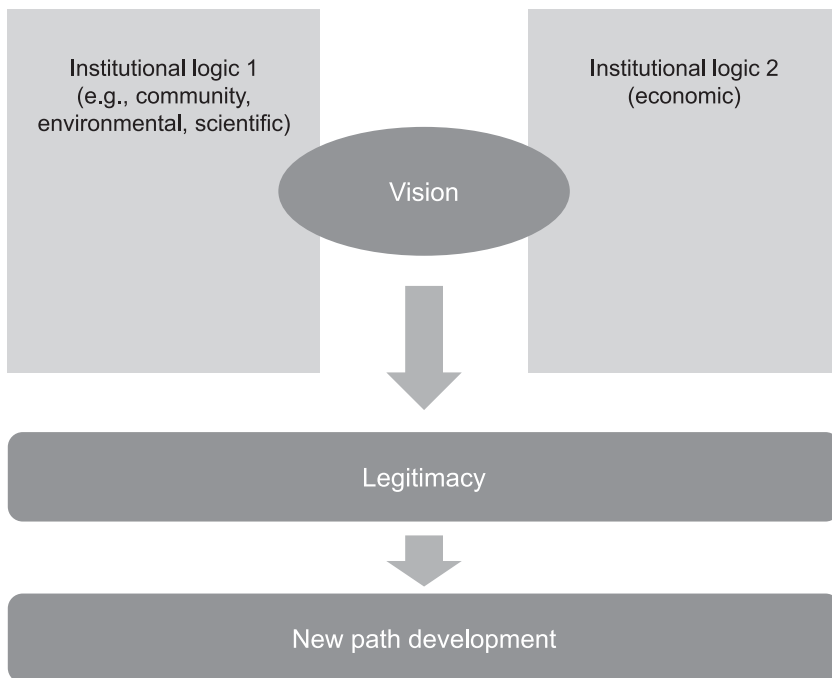 Institutional logic 1
(e.g., community,
environmental, scientific)
Institutional logic 2
(economic)
Vision
Legitimacy
New path development